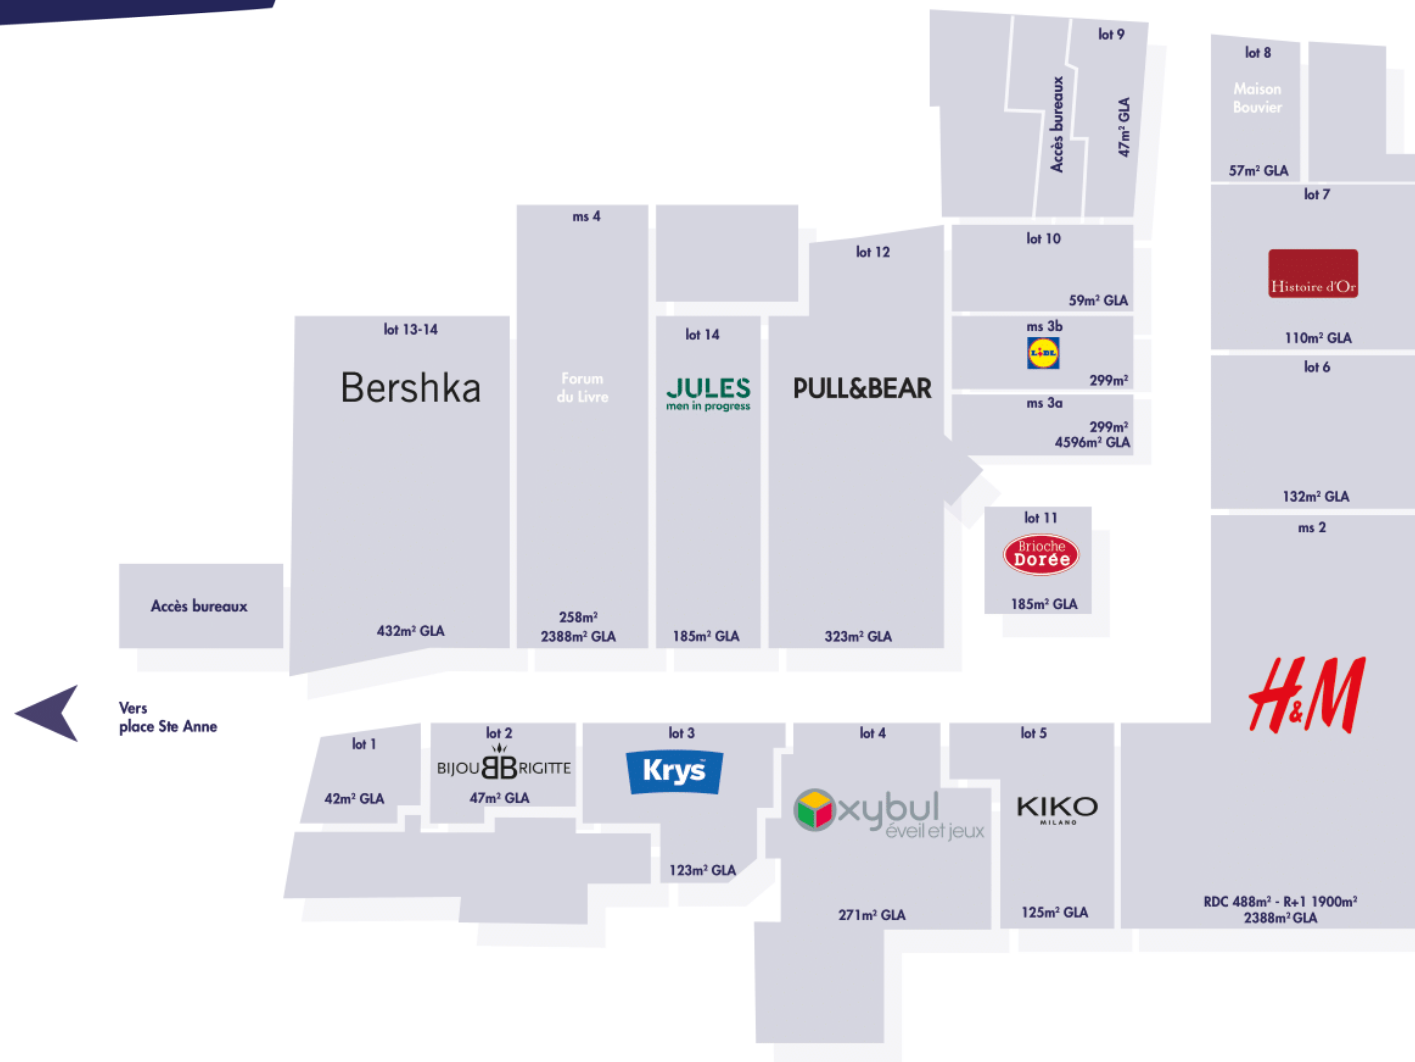 lot 9
Accès bureaux
47m² GLA
lot 8
Maison
Bouvier
57m² GLA
lot 7
Histoire d'Or
110m² GLA
ms 4
Forum
du Livre
258m²
2388m² GLA
lot 12
PULL&BEAR
323m² GLA
lot 10
59m² GLA
ms 3b
LiDL
299m²
ms 3a
299m²
4596m² GLA
lot 13-14
Bershka
432m² GLA
lot 14
JULES
men in progress
185m² GLA
lot 6
132m² GLA
lot 11
Brioche
Dorée
185m² GLA
ms 2
H&M
RDC 488m² - R+1 1900m²
2388m² GLA
Accès bureaux
Vers
place Ste Anne
lot 1
42m² GLA
lot 2
BIJOU BRIGITTE
47m² GLA
lot 3
Krys
123m² GLA
lot 4
Oxybul
éveil et jeux
271m² GLA
lot 5
KIKO
MILANO
125m² GLA